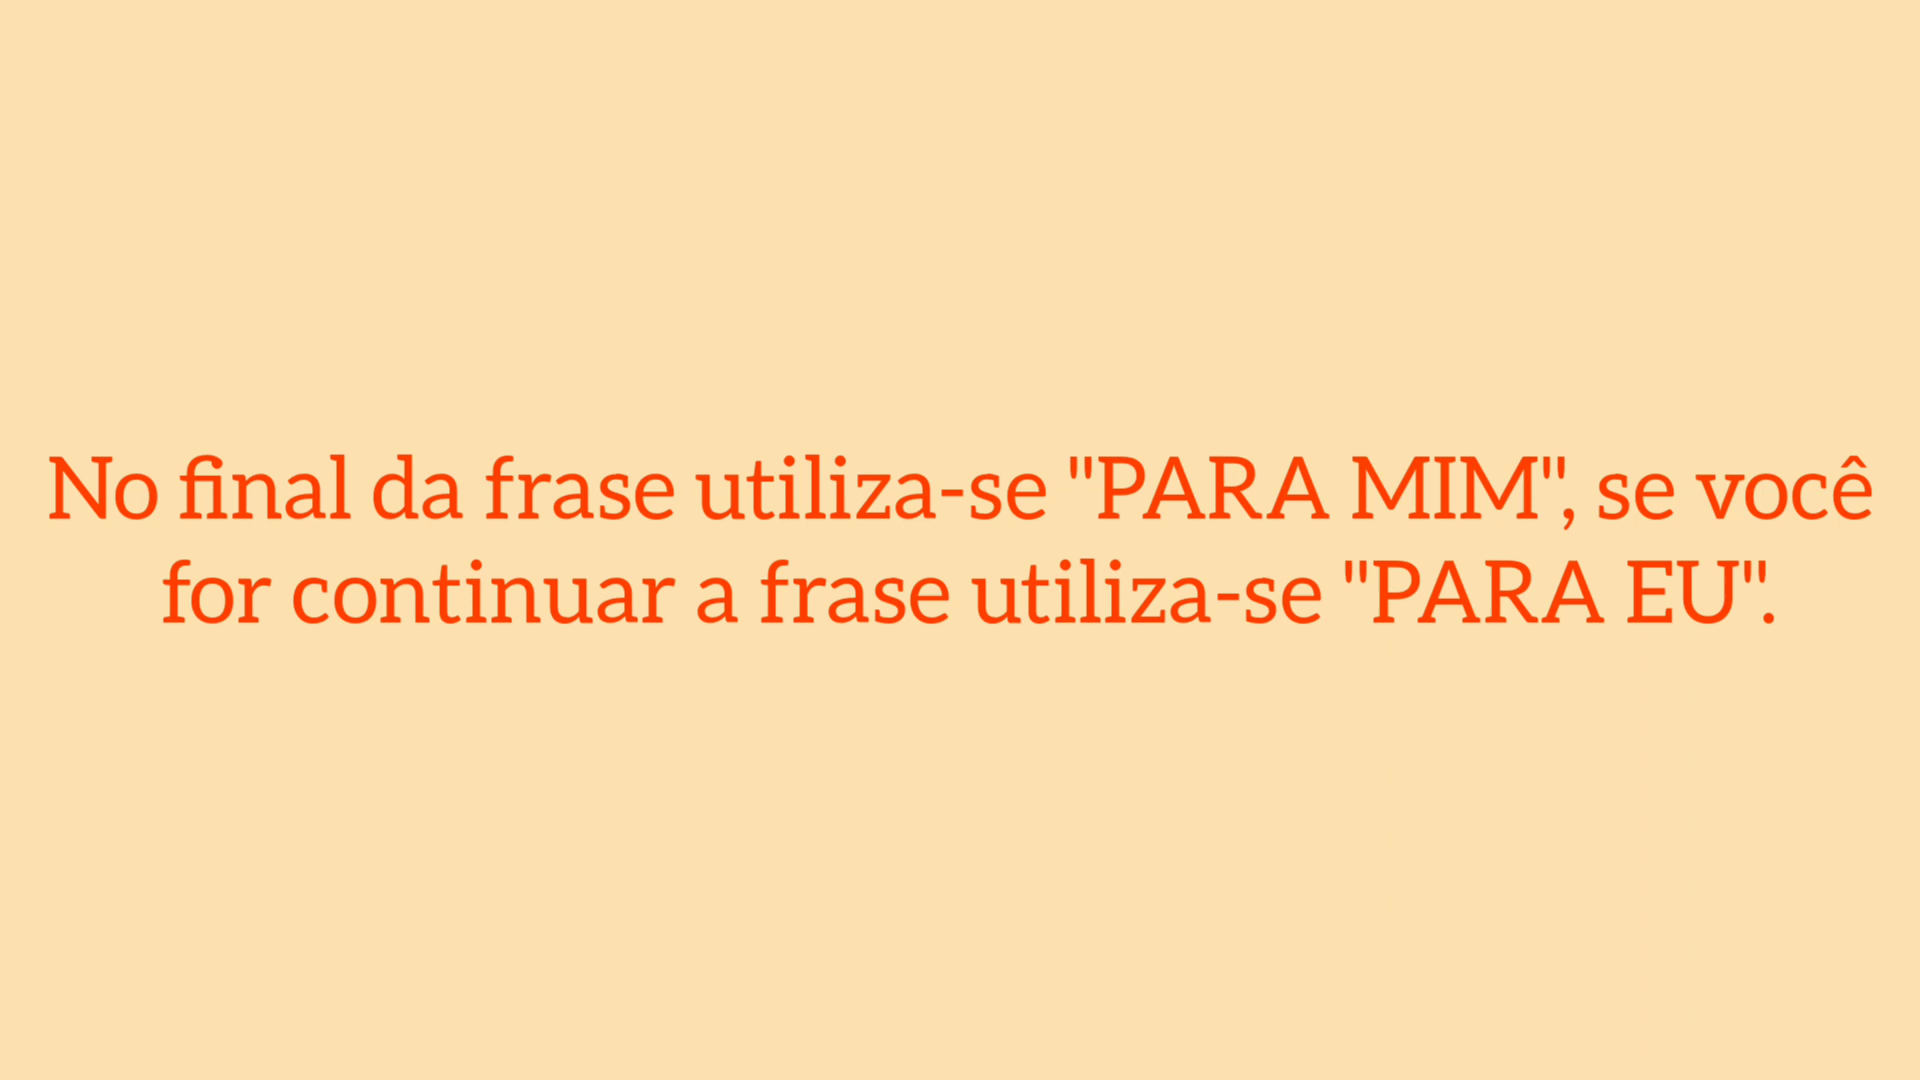 No final da frase utiliza-se "PARA MIM", se você
for continuar a frase utiliza-se "PARA EU".